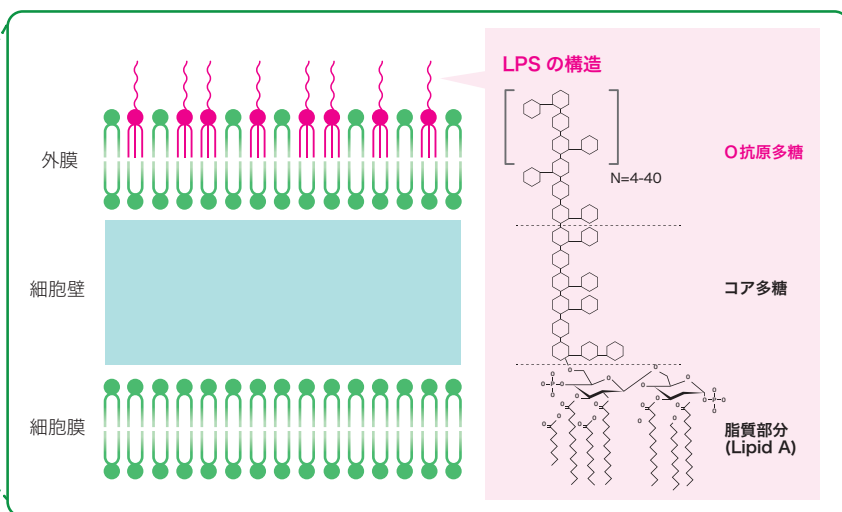 LPS の構造
外膜
O抗原多糖
N=4-40
細胞壁
コア多糖
細胞膜
脂質部分
(Lipid A)